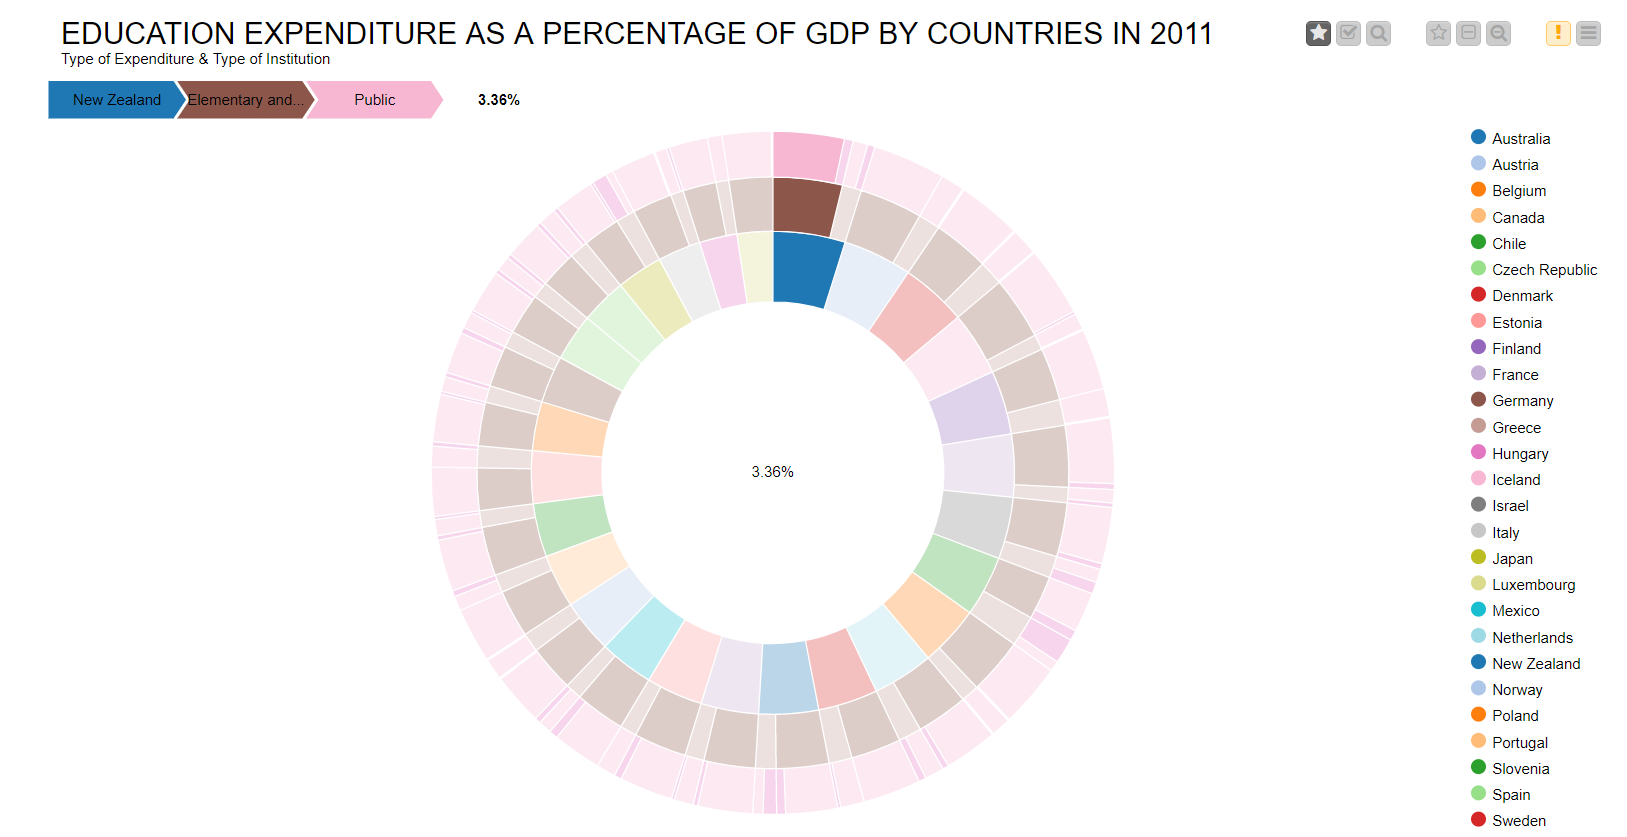 EDUCATION EXPENDITURE AS A PERCENTAGE OF GDP BY COUNTRIES IN 2011
Type of Expenditure & Type of Institution
New Zealand Elementary and... Public 3.36%
3.36%
Australia
Austria
Belgium
Canada
Chile
Czech Republic
Denmark
Estonia
Finland
France
Germany
Greece
Hungary
Iceland
Israel
Italy
Japan
Luxembourg
Mexico
Netherlands
New Zealand
Norway
Poland
Portugal
Slovenia
Spain
Sweden